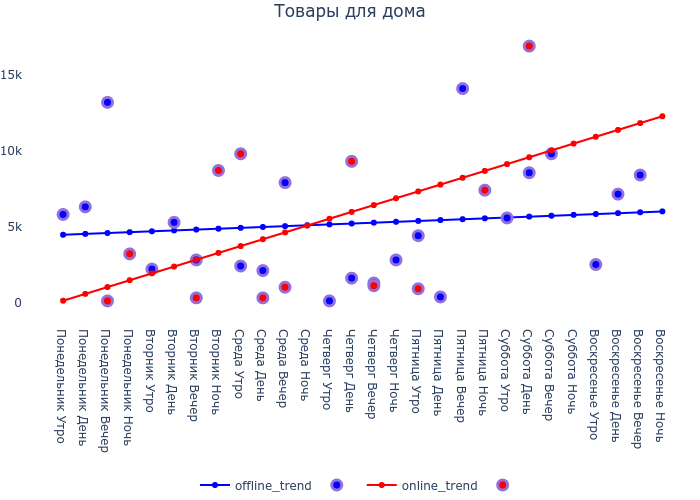 Товары для дома
15k
10k
5k
0
Понедельник Утро
Понедельник День
Понедельник Вечер
Понедельник Ночь
Вторник Утро
Вторник День
Вторник Вечер
Вторник Ночь
Среда Утро
Среда День
Среда Вечер
Среда Ночь
Четверг Утро
Четверг День
Четверг Вечер
Четверг Ночь
Пятница Утро
Пятница День
Пятница Вечер
Пятница Ночь
Суббота Утро
Суббота День
Суббота Вечер
Суббота Ночь
Воскресенье Утро
Воскресенье День
Воскресенье Вечер
Воскресенье Ночь
offline_trend online_trend